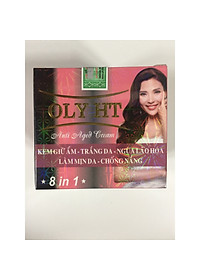 OLY HT
Anti Aged Cream
KEM GIỮ ẨM - TRẮNG DA - NGỪA LÃO HÓA
LÀM MỊN DA - CHỐNG NẮNG
* 8 in 1 *